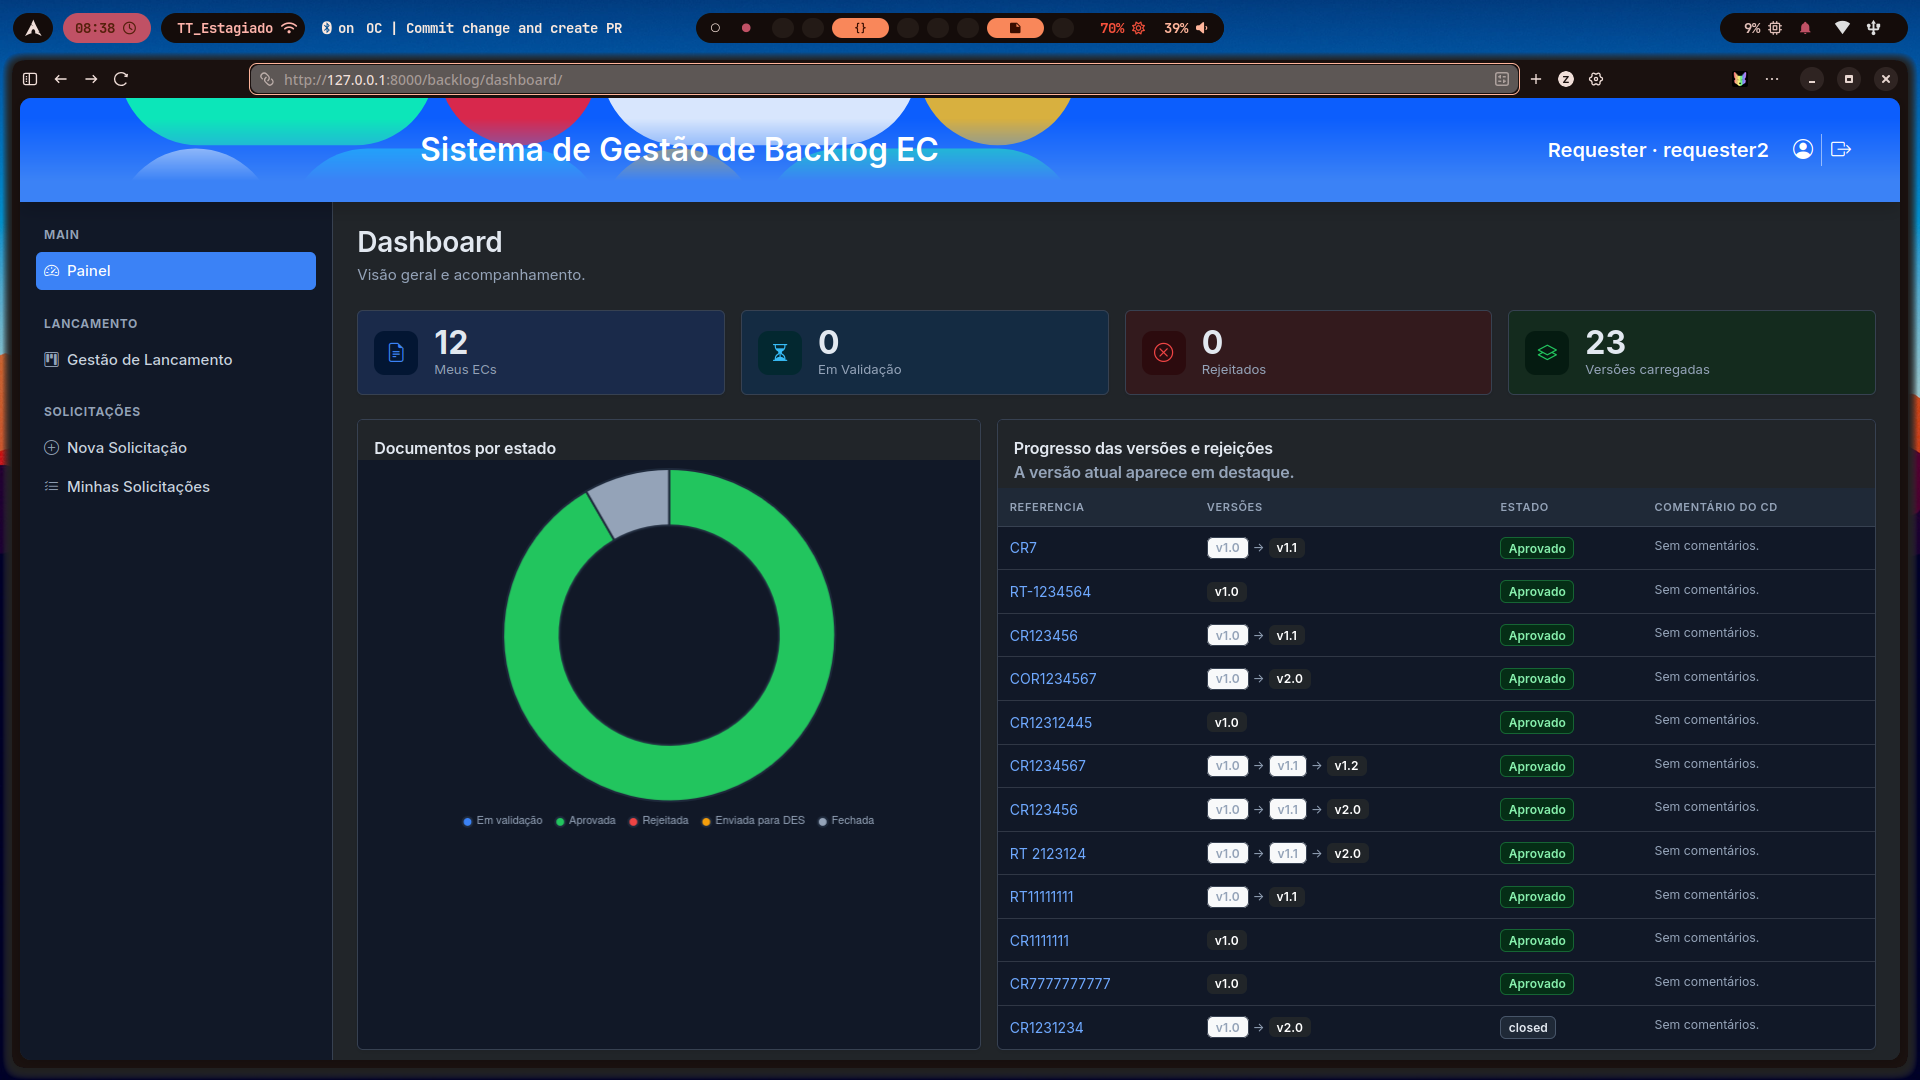 08:38
TT_Estagiado
on OC | Commit change and create PR
{}
70%
39%
9%
http://127.0.0.1:8000/backlog/dashboard/
Z
Sistema de Gestão de Backlog EC
Requester · requester2
MAIN
Painel
LANCAMENTO
Gestão de Lancamento
SOLICITAÇÕES
Nova Solicitação
Minhas Solicitações
Dashboard
Visão geral e acompanhamento.
12
Meus ECs
0
Em Validação
0
Rejeitados
23
Versões carregadas
Documentos por estado
Em validação Aprovada Rejeitada Enviada para DES Fechada
Progresso das versões e rejeições
A versão atual aparece em destaque.
REFERENCIA VERSÕES ESTADO COMENTÁRIO DO CD
CR7 v1.0 → v1.1 Aprovado Sem comentários.
RT-1234564 v1.0 Aprovado Sem comentários.
CR123456 v1.0 → v1.1 Aprovado Sem comentários.
COR1234567 v1.0 → v2.0 Aprovado Sem comentários.
CR12312445 v1.0 Aprovado Sem comentários.
CR1234567 v1.0 → v1.1 → v1.2 Aprovado Sem comentários.
CR123456 v1.0 → v1.1 → v2.0 Aprovado Sem comentários.
RT 2123124 v1.0 → v1.1 → v2.0 Aprovado Sem comentários.
RT11111111 v1.0 → v1.1 Aprovado Sem comentários.
CR1111111 v1.0 Aprovado Sem comentários.
CR7777777777 v1.0 Aprovado Sem comentários.
CR1231234 v1.0 → v2.0 closed Sem comentários.